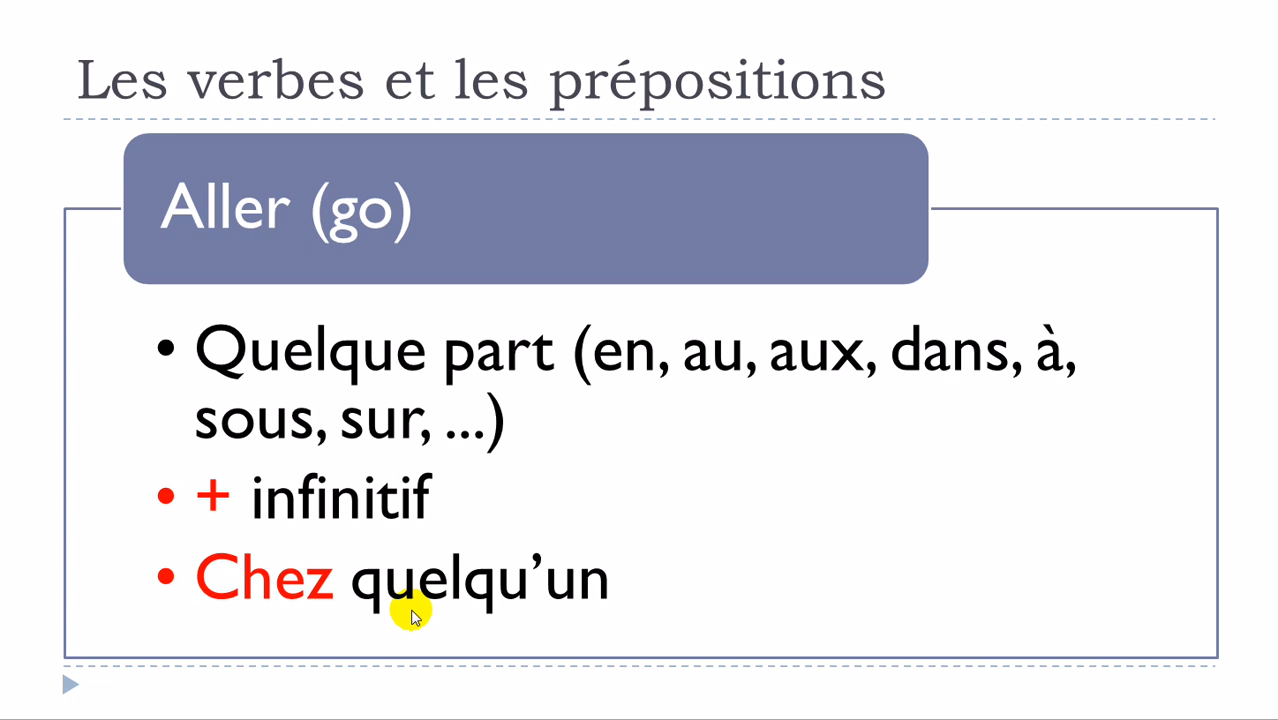 Les verbes et les prépositions
Aller (go)
• Quelque part (en, au, aux, dans, à,
sous, sur, ...)
• + infinitif
• Chez quelqu’un